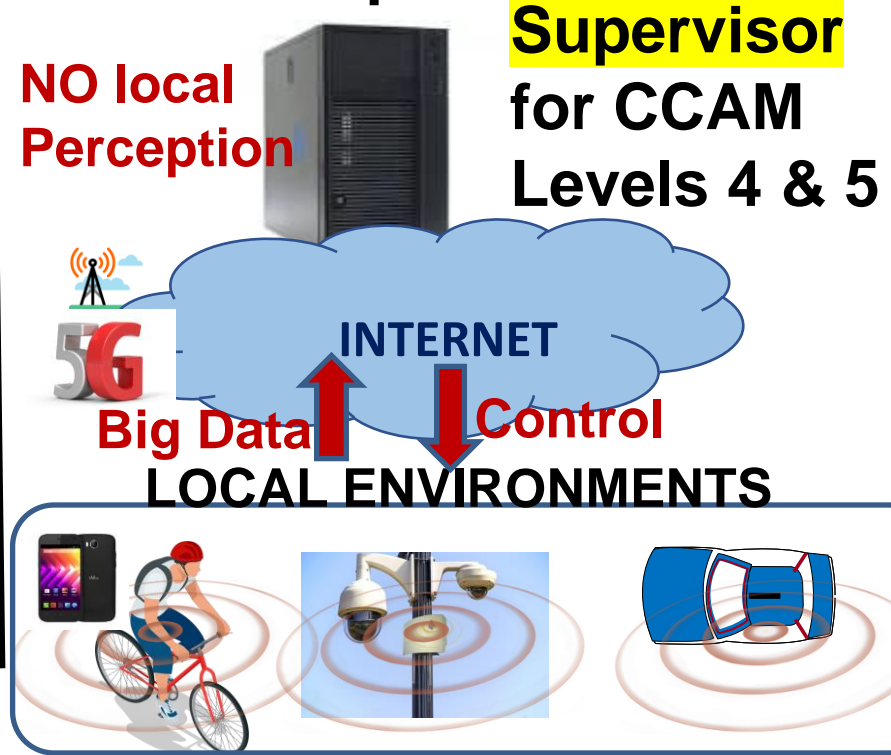 Supervisor
for CCAM
Levels 4 & 5
NO local
Perception
5G
INTERNET
Big Data
Control
LOCAL ENVIRONMENTS